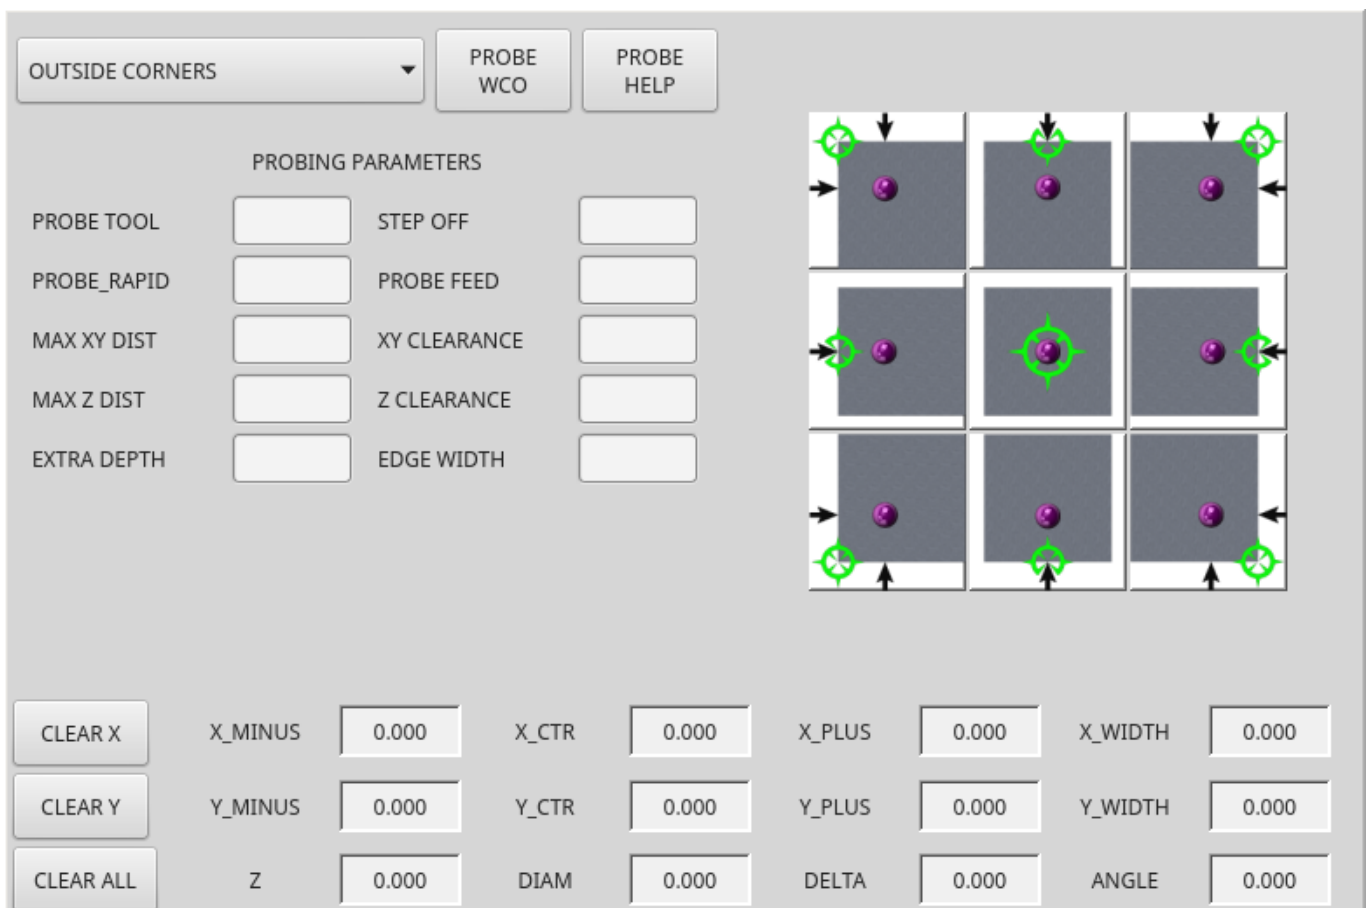 OUTSIDE CORNERS
PROBE
WCO
PROBE
HELP
PROBING PARAMETERS
PROBE TOOL STEP OFF
PROBE_RAPID PROBE FEED
MAX XY DIST XY CLEARANCE
MAX Z DIST Z CLEARANCE
EXTRA DEPTH EDGE WIDTH
CLEAR X X_MINUS 0.000 X_CTR 0.000 X_PLUS 0.000 X_WIDTH 0.000
CLEAR Y Y_MINUS 0.000 Y_CTR 0.000 Y_PLUS 0.000 Y_WIDTH 0.000
CLEAR ALL Z 0.000 DIAM 0.000 DELTA 0.000 ANGLE 0.000